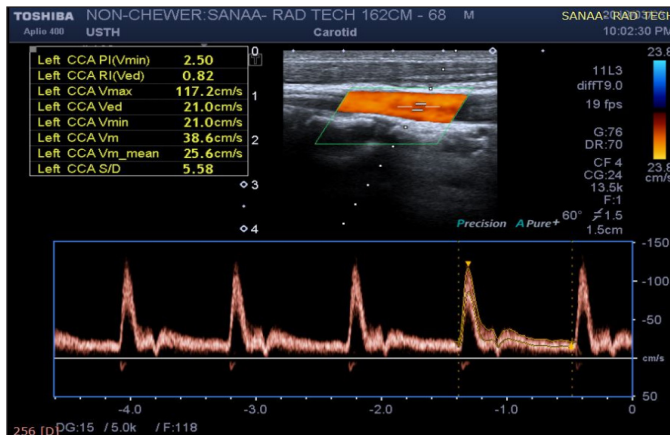 TOSHIBA NON-CHEWER:SANAA- RAD TECH 162CM - 68 M SANAA- RAD TECH
Aplio 400 USTH Carotid 10:02:30 PM
Left CCA PI(Vmin) 2.50
Left CCA RI(Ved) 0.82
Left CCA Vmax 117.2cm/s
Left CCA Ved 21.0cm/s
Left CCA Vmin 21.0cm/s
Left CCA Vm 38.6cm/s
Left CCA Vm_mean 25.6cm/s
Left CCA S/D 5.58
0
T
1
2
3
4
23.8
11L3
diffT9.0
19 fps
G:76
DR:70
CF 4
CG:24
13.5k
F:1
23.8
cm/s
60° 1.5
1.5cm
Precision A Pure+
-150
-100
-50
cm/s
50
-4.0 -3.0 -2.0 -1.0 0.0
256 [D] DG:15 / 5.0k / F:118